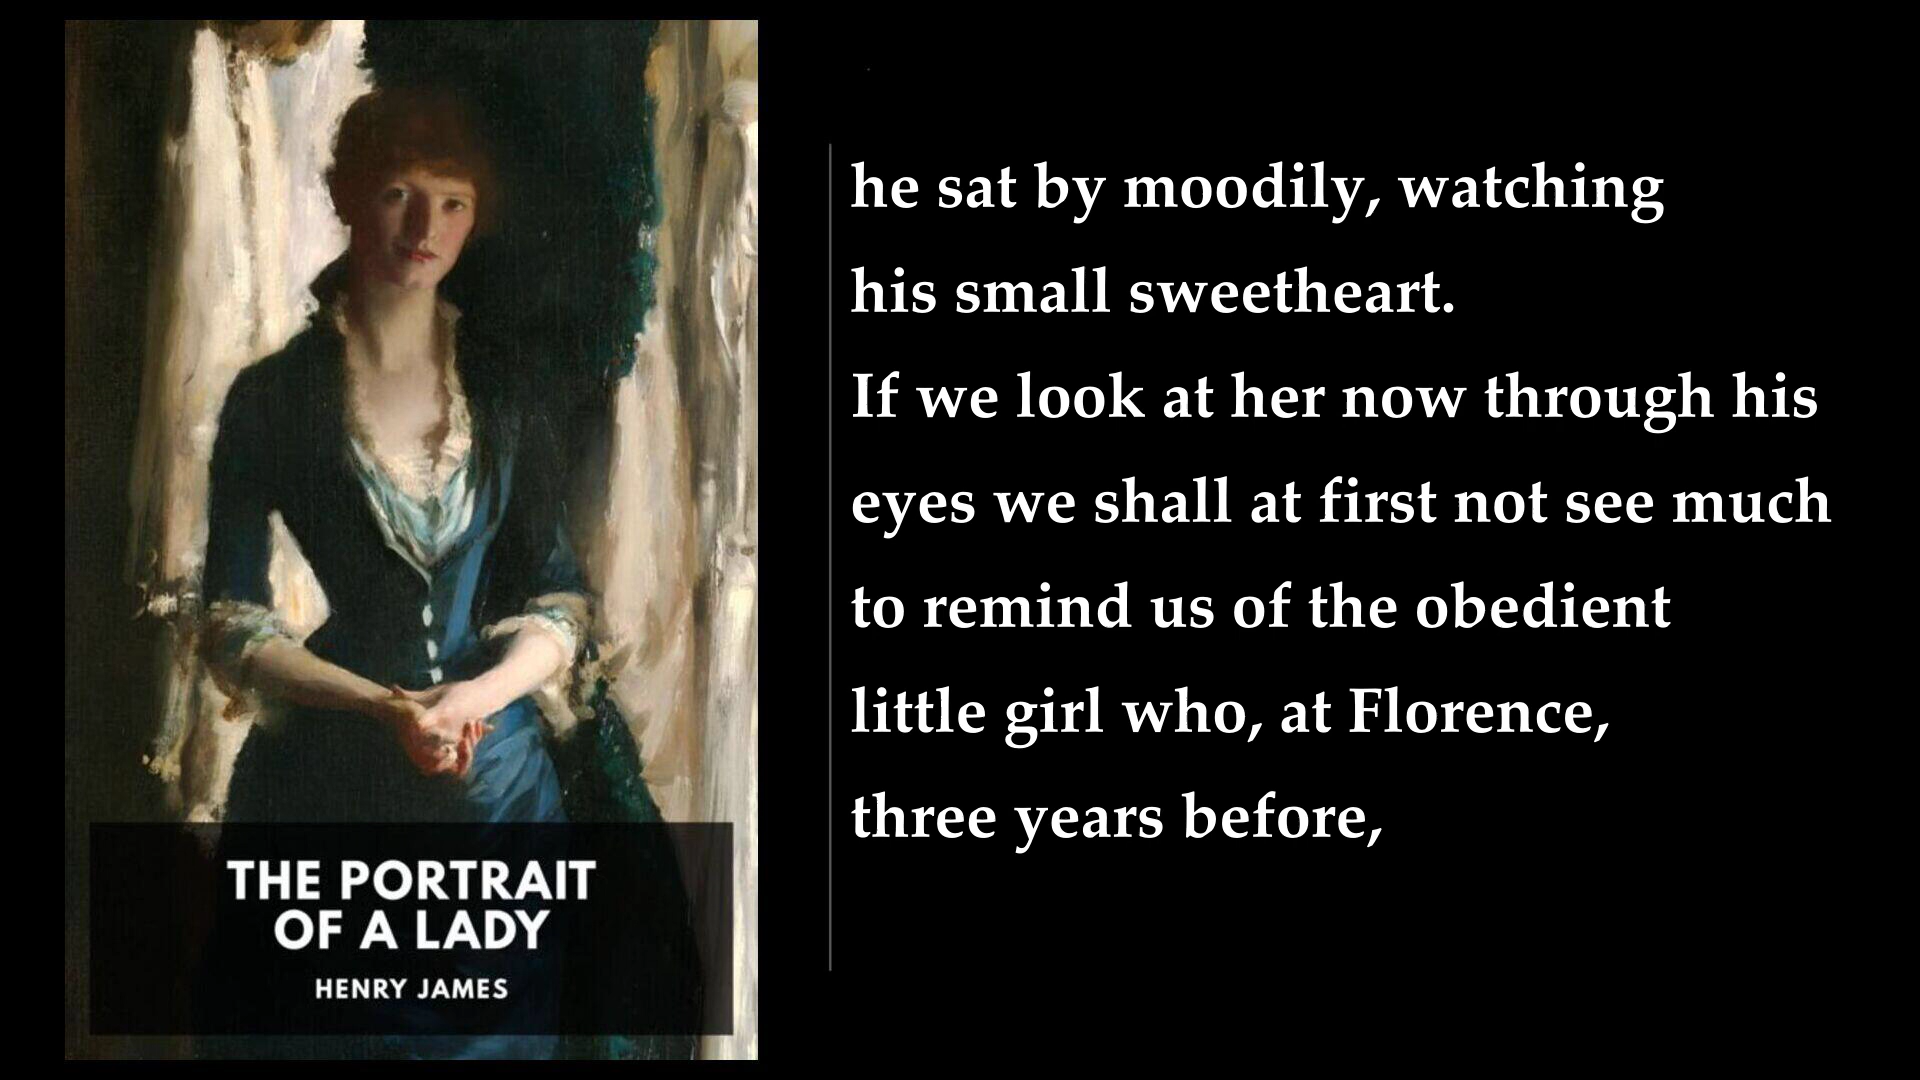 THE PORTRAIT
OF A LADY
HENRY JAMES
he sat by moodily, watching
his small sweetheart.
If we look at her now through his
eyes we shall at first not see much
to remind us of the obedient
little girl who, at Florence,
three years before,